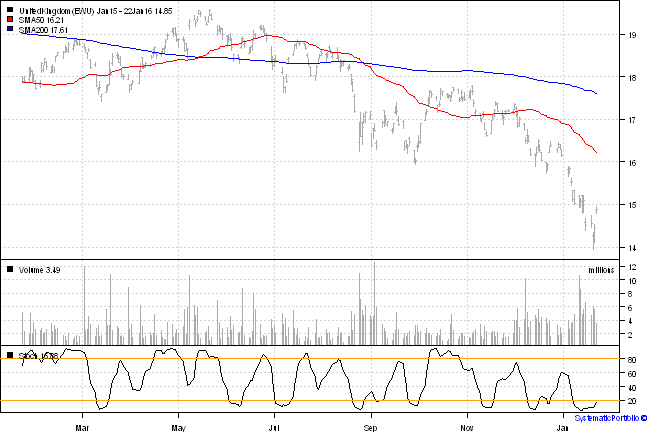 UnitedKingdom (EWU) Jan15 - 22Jan16 14.85
SMA50 16.21
SMA200 17.61
19
18
17
16
15
14
Volume 3.49
millions
12
10
8
6
4
2
80
60
40
20
Mar May Jul Sep Nov Jan
SystematicPortfolio ©